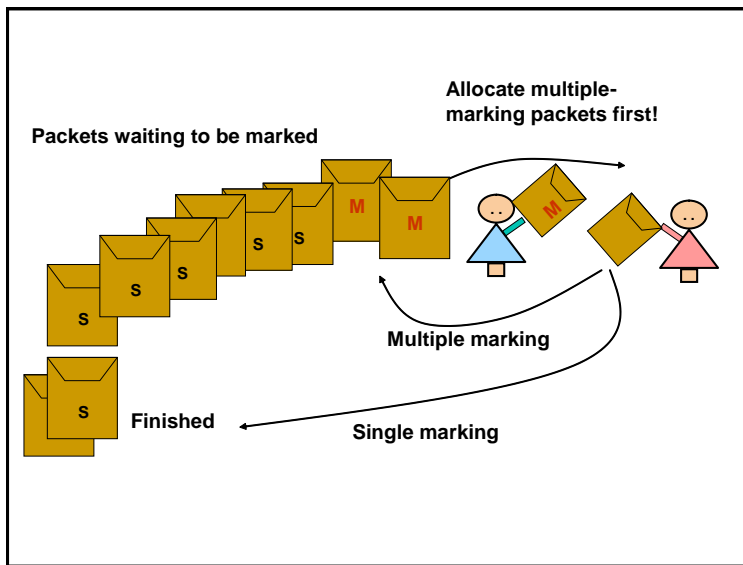 Allocate multiple-
marking packets first!
Packets waiting to be marked
M
M
M
S
S
S
S
S
Multiple marking
S
Finished
Single marking